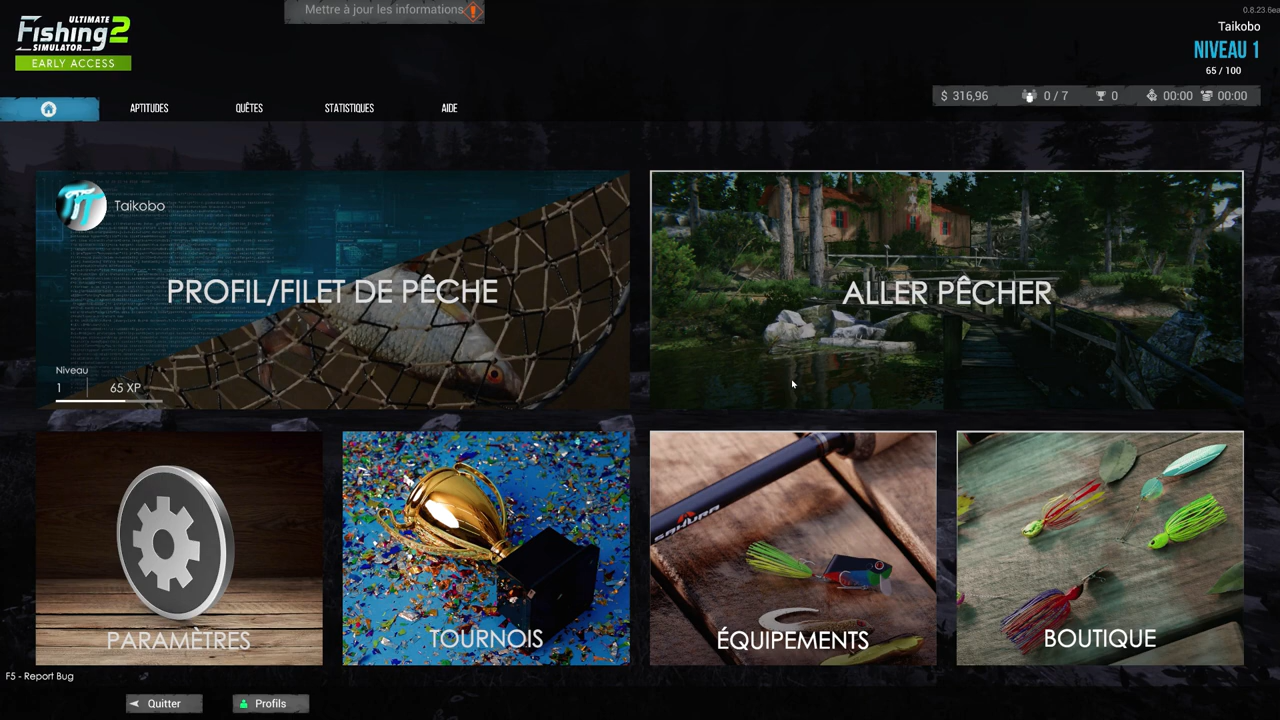 Mettre à jour les informations
0.8.23.6ea
ULTIMATE
Fishing 2
SIMULATOR
EARLY ACCESS
Taikobo
NIVEAU 1
65 / 100
$ 316,96
0 / 7
0
00:00
00:00
APTITUDES
QUÊTES
STATISTIQUES
AIDE
Taikobo
PROFIL/FILET DE PÊCHE
Niveau
1
65 XP
ALLER PÊCHER
PARAMÈTRES
TOURNOIS
SAKURA
ÉQUIPEMENTS
BOUTIQUE
F5 - Report Bug
Quitter
Profils